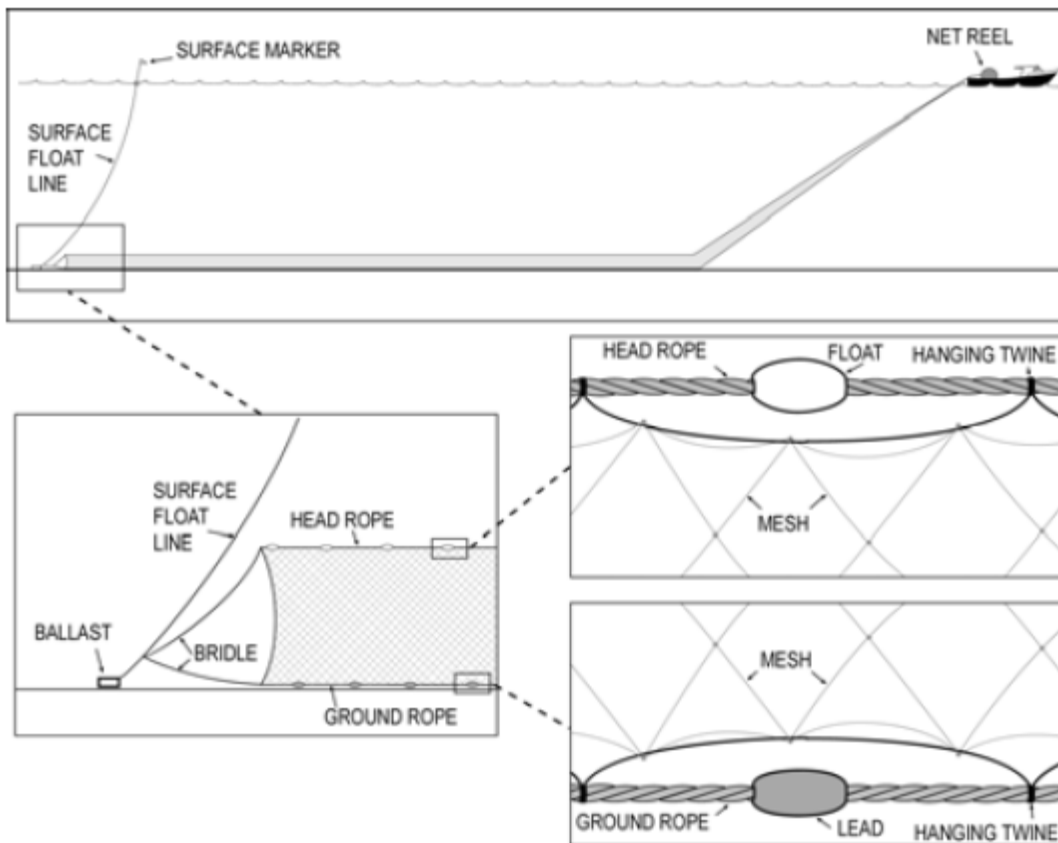 SURFACE MARKER
NET REEL
SURFACE
FLOAT
LINE
HEAD ROPE
FLOAT
HANGING TWINE
MESH
SURFACE
FLOAT
LINE
HEAD ROPE
BALLAST
BRIDLE
GROUND ROPE
MESH
GROUND ROPE
LEAD
HANGING TWINE